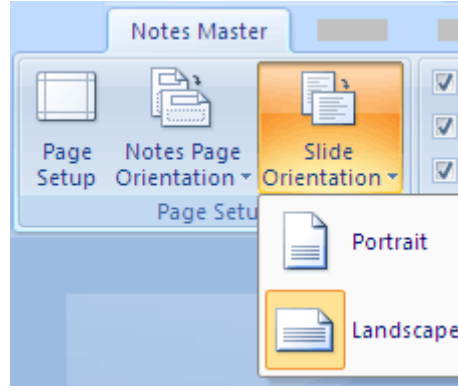 Notes Master
Page Setup
Notes Page Orientation
Slide Orientation
Page Setu
Portrait
Landscape